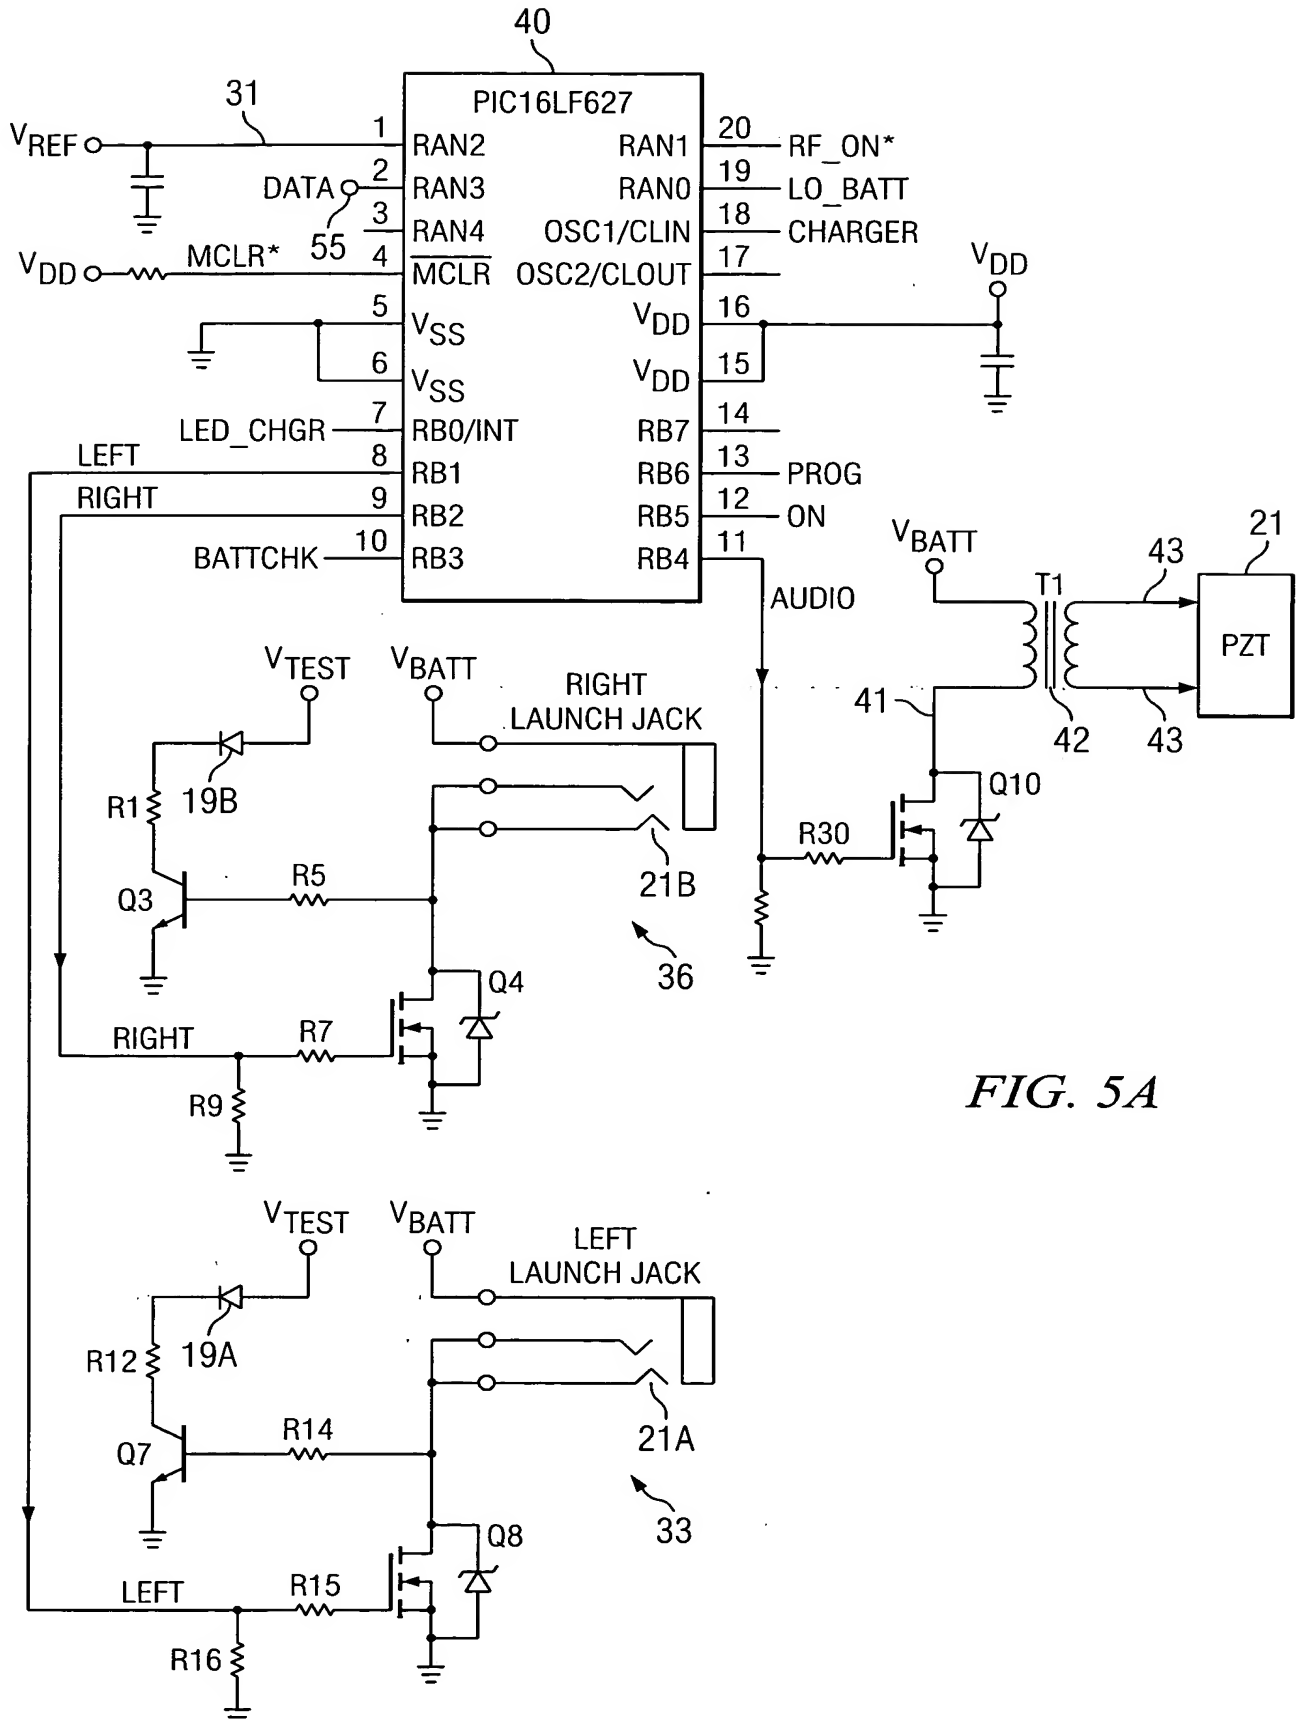 40
PIC16LF627
31
VREF
1 RAN2
RAN1 20 RF_ON*
DATA 2 RAN3
RAN0 19 LO_BATT
55
3 RAN4
OSC1/CLIN 18 CHARGER
VDD MCLR* 4 MCLR
OSC2/CLOUT 17
VDD
5 VSS
VDD 16
6 VSS
VDD 15
LED_CHGR 7 RB0/INT
RB7 14
LEFT 8 RB1
RB6 13 PROG
RIGHT 9 RB2
RB5 12 ON
BATTCHK 10 RB3
RB4 11
AUDIO
VBATT
T1
43
21
PZT
41
42
43
Q10
R30
VTEST
VBATT
RIGHT
LAUNCH JACK
R1
19B
21B
Q3
R5
36
Q4
RIGHT
R7
R9
FIG. 5A
VTEST
VBATT
LEFT
LAUNCH JACK
R12
19A
21A
Q7
R14
33
Q8
LEFT
R15
R16